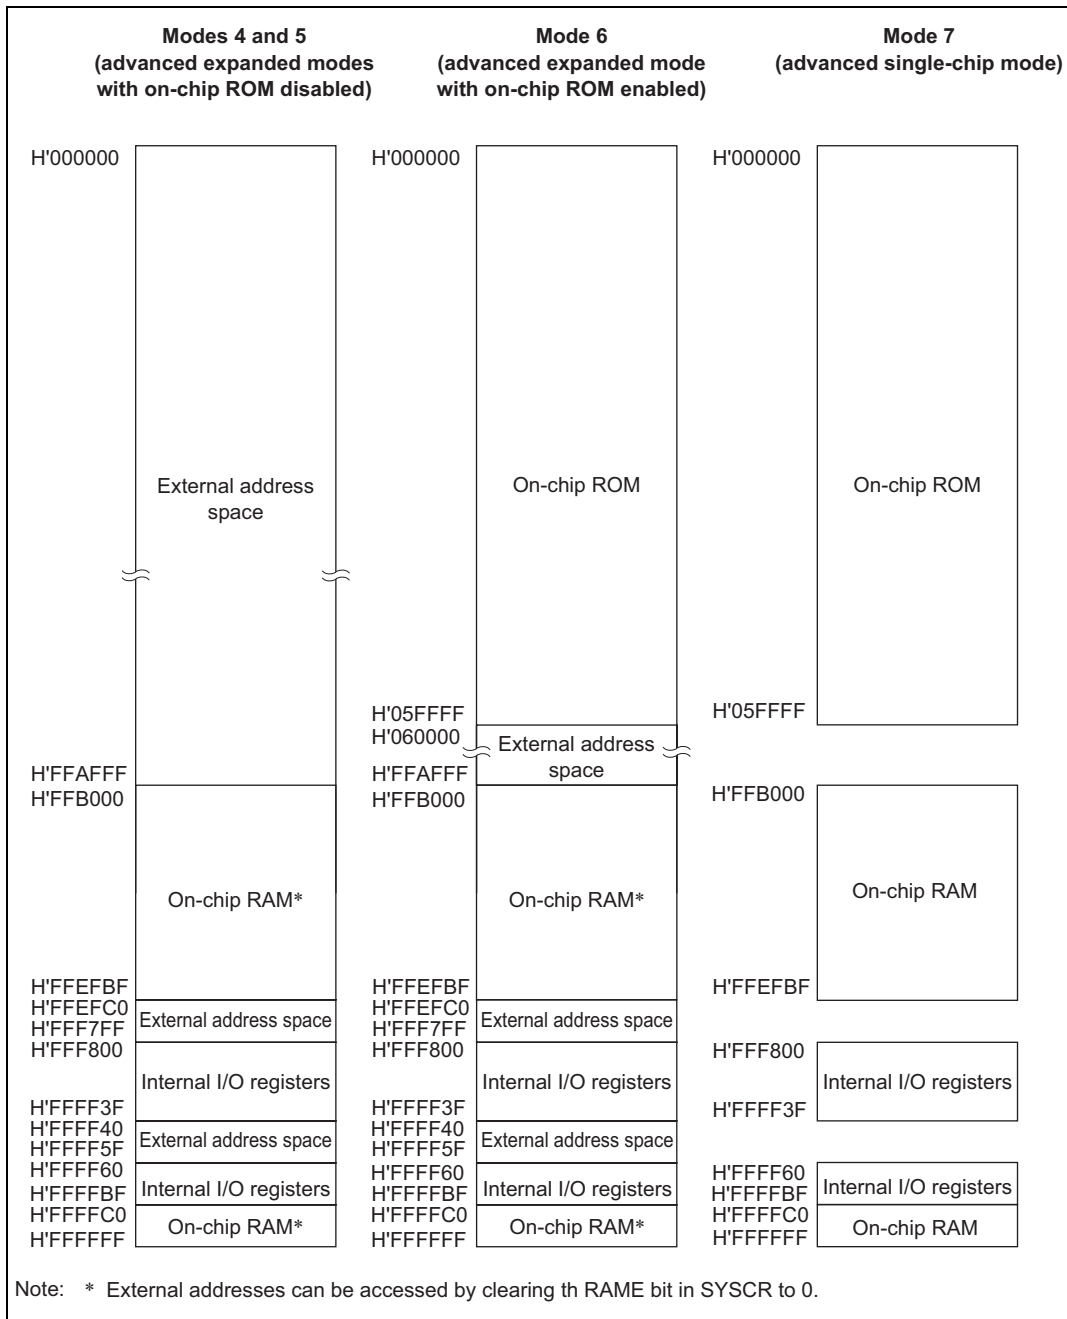 Modes 4 and 5
(advanced expanded modes
with on-chip ROM disabled)
Mode 6
(advanced expanded mode
with on-chip ROM enabled)
Mode 7
(advanced single-chip mode)
H'000000
External address
space
H'FFAFFF
H'FFB000
On-chip RAM*
H'FFEFBF
H'FFEFC0
External address space
H'FFF7FF
H'FFF800
Internal I/O registers
H'FFFF3F
H'FFFF40
External address space
H'FFFF5F
H'FFFF60
Internal I/O registers
H'FFFFBF
H'FFFFC0
On-chip RAM*
H'FFFFFF
H'000000
On-chip ROM
H'05FFFF
H'060000
External address
space
H'FFAFFF
H'FFB000
On-chip RAM*
H'FFEFBF
H'FFEFC0
External address space
H'FFF7FF
H'FFF800
Internal I/O registers
H'FFFF3F
H'FFFF40
External address space
H'FFFF5F
H'FFFF60
Internal I/O registers
H'FFFFBF
H'FFFFC0
On-chip RAM*
H'FFFFFF
H'000000
On-chip ROM
H'05FFFF
H'FFB000
On-chip RAM
H'FFEFBF
H'FFF800
Internal I/O registers
H'FFFF3F
H'FFFF60
Internal I/O registers
H'FFFFBF
H'FFFFC0
On-chip RAM
H'FFFFFF
Note: * External addresses can be accessed by clearing th RAME bit in SYSCR to 0.